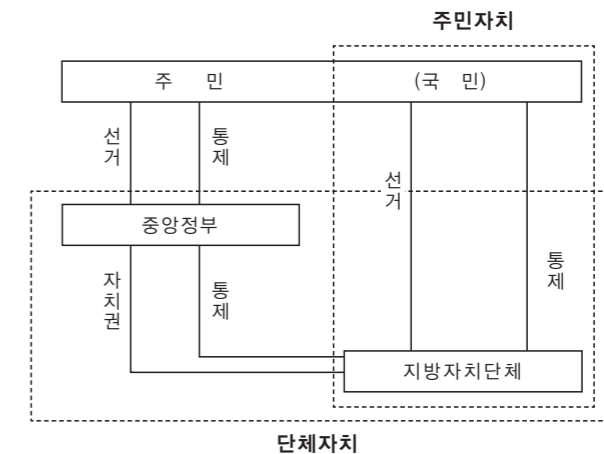 주민자치
주 민 (국 민)
선거
통제
선거
중앙정부
자치권
통제
통제
지방자치단체
단체자치